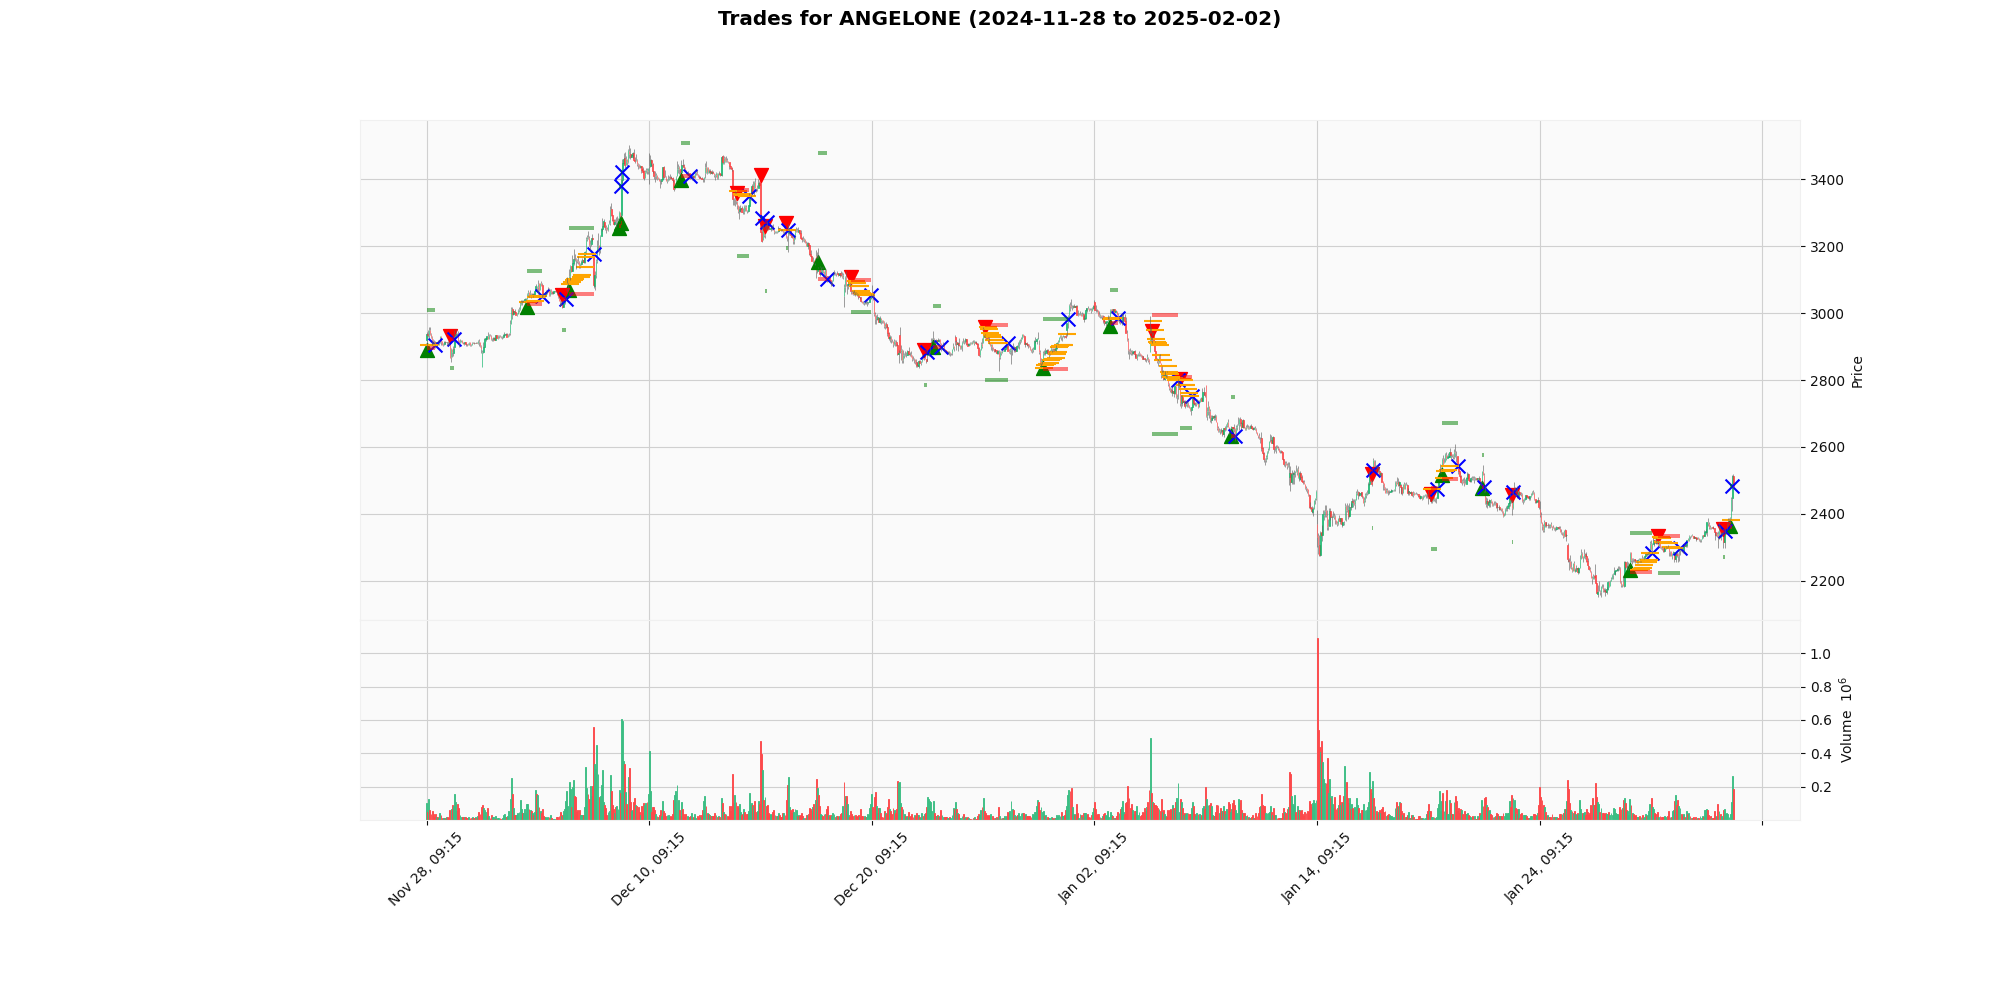 Trades for ANGELONE (2024-11-28 to 2025-02-02)
3400
3200
3000
2800
2600
2400
2200
Price
1.0
0.8
0.6
0.4
0.2
Volume 10⁶
Nov 28, 09:15
Dec 10, 09:15
Dec 20, 09:15
Jan 02, 09:15
Jan 14, 09:15
Jan 24, 09:15